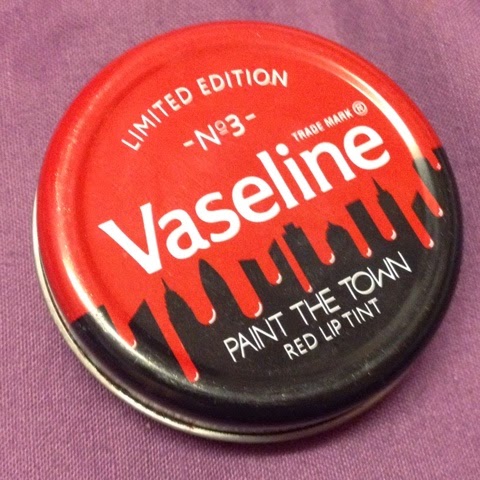 LIMITED EDITION
-Nº3-
TRADE MARK ®
Vaseline
PAINT THE TOWN
RED LIP TINT